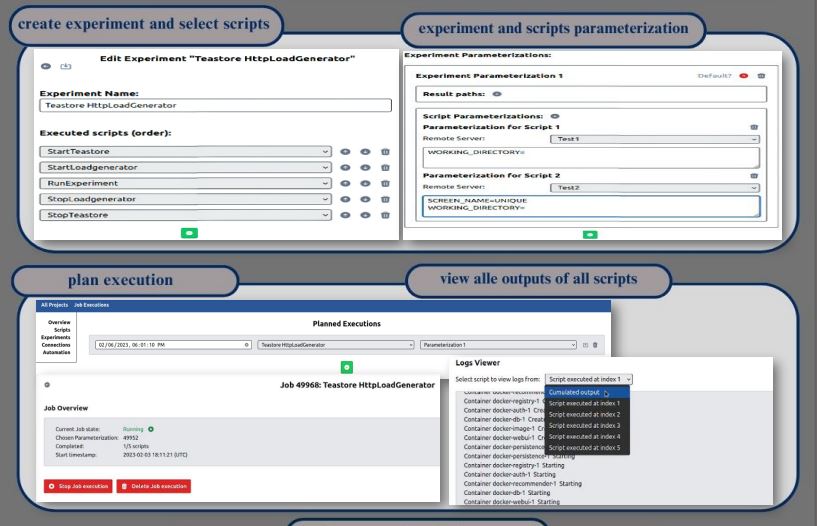 create experiment and select scripts
experiment and scripts parameterization
Edit Experiment "Teastore HttpLoadGenerator"
Experiment Name:
Teastore HttpLoadGenerator
Executed scripts (order):
StartTeastore
StartLoadgenerator
RunExperiment
StopLoadgenerator
StopTeastore
Experiment Parameterizations:
Experiment Parameterization 1
Default?
Result paths:
Script Parameterizations:
Parameterization for Script 1
Remote Server: Test1
WORKING_DIRECTORY=
Parameterization for Script 2
Remote Server: Test2
SCREEN_NAME=UNIQUE
WORKING_DIRECTORY=
plan execution
view alle outputs of all scripts
All Projects Job Executions
Overview
Scripts
Experiments
Connections
Automation
Planned Executions
02/06/2023, 06:01:10 PM
Teastore HttpLoadGenerator
Parameterization 1
Job 49968: Teastore HttpLoadGenerator
Job Overview
Current Job state: Running
Chosen Parameterization: 49952
Completed: 1/5 scripts
Start timestamp: 2023-02-03 18:11:21 (UTC)
Stop Job execution
Delete Job execution
Logs Viewer
Select script to view logs from: Script executed at index 1
Cumulated output
Script executed at index 1
Script executed at index 2
Script executed at index 3
Script executed at index 4
Script executed at index 5
Container docker-recommen
Container docker-registry-1 C
Container docker-auth-1 Crea
Container docker-db-1 Creat
Container docker-image-1 Cr
Container docker-webui-1 Cr
Container docker-persistence
Container docker-persistence-1 Starting
Container docker-registry-1 Starting
Container docker-auth-1 Starting
Container docker-recommender-1 Starting
Container docker-db-1 Starting
Container docker-webui-1 Starting